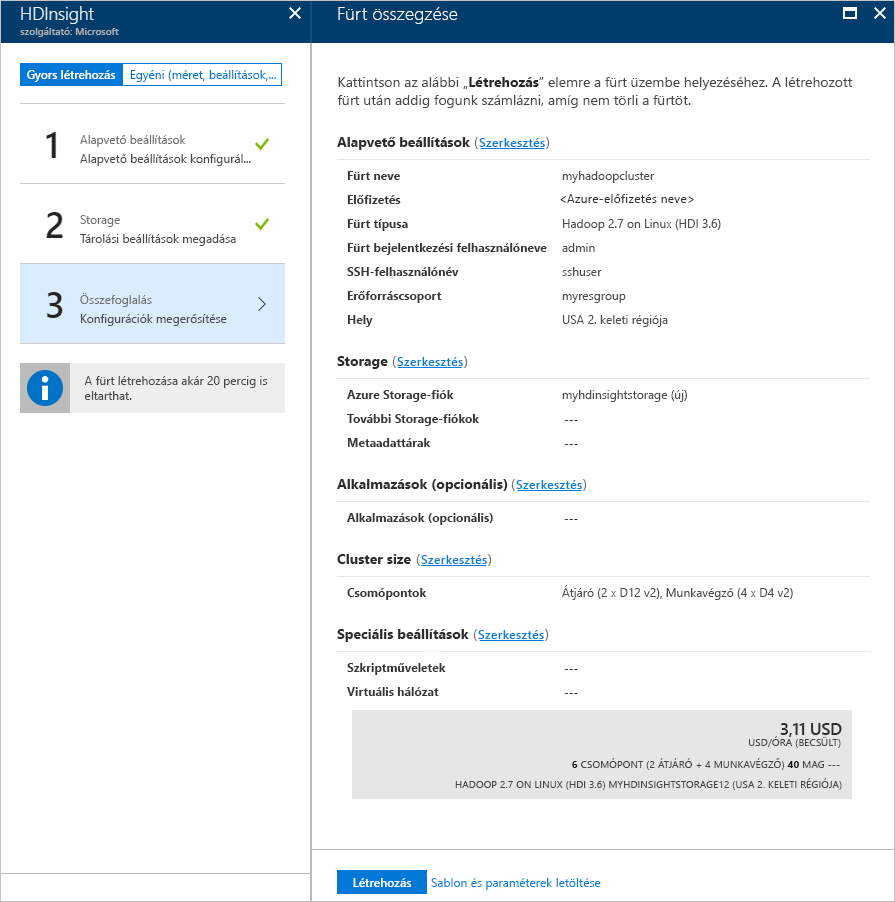 HDInsight
szolgáltató: Microsoft
Gyors létrehozás
Egyéni (méret, beállítások,...
1
Alapvető beállítások
Alapvető beállítások konfigurál...
2
Storage
Tárolási beállítások megadása
3
Összefoglalás
Konfigurációk megerősítése
A fürt létrehozása akár 20 percig is
eltarthat.
Fürt összegzése
Kattintson az alábbi „Létrehozás” elemre a fürt üzembe helyezéséhez. A létrehozott
fürt után addig fogunk számlázni, amíg nem törli a fürtöt.
Alapvető beállítások (Szerkesztés)
Fürt neve myhadoopcluster
Előfizetés <Azure-előfizetés neve>
Fürt típusa Hadoop 2.7 on Linux (HDI 3.6)
Fürt bejelentkezési felhasználóneve admin
SSH-felhasználónév sshuser
Erőforráscsoport myresgroup
Hely USA 2. keleti régiója
Storage (Szerkesztés)
Azure Storage-fiók myhdinsightstorage (új)
További Storage-fiókok ---
Metaadattárak ---
Alkalmazások (opcionális) (Szerkesztés)
Alkalmazások (opcionális) ---
Cluster size (Szerkesztés)
Csomópontok Átjáró (2 x D12 v2), Munkavégző (4 x D4 v2)
Speciális beállítások (Szerkesztés)
Szkriptműveletek ---
Virtuális hálózat ---
3,11 USD
USD/ÓRA (BECSÜLT)
6 CSOMÓPONT (2 ÁTJÁRÓ + 4 MUNKAVÉGZŐ) 40 MAG ---
HADOOP 2.7 ON LINUX (HDI 3.6) MYHDINSIGHTSTORAGE12 (USA 2. KELETI RÉGIÓJA)
Létrehozás
Sablon és paraméterek letöltése